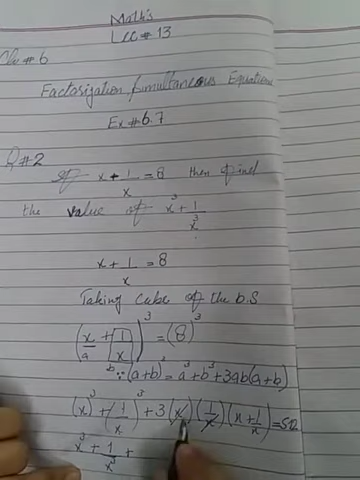 Math's
Lec # 13
Ch # 6
Factorization, Simultaneous Equation
Ex # 6.7
Q # 2
If x + 1/x = 8 then find
the value of x³ + 1/x³
x + 1/x = 8
Taking cube of the b.S
(x + 1/x)³ = (8)³
a b
∵ (a+b)³ = a³ + b³ + 3ab(a+b)
(x)³ + (1/x)³ + 3(x)(1/x)(x + 1/x) = 512
x³ + 1/x³ +